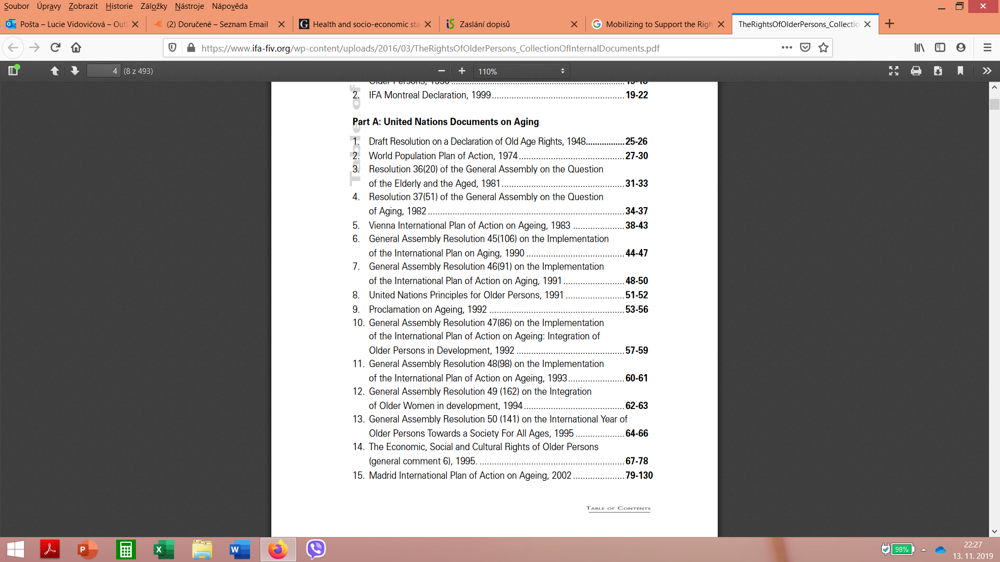 Soubor Úpravy Zobrazit Historie Záložky Nástroje Nápověda
Pošta – Lucie Vidovićová – Out
(2) Doručené – Seznam Email
Health and socio-economic sta
Zaslání dopisů
Mobilizing to Support the Righ
TheRightsOfOlderPersons_Collectio
https://www.ifa-fiv.org/wp-content/uploads/2016/03/TheRightsOfOlderPersons_CollectionOfInternalDocuments.pdf
4 (8 z 493) 110%
Older Persons, 1990 ........ 15-18
Table of
2. IFA Montreal Declaration, 1999 ........ 19-22
Part A: United Nations Documents on Aging
1. Draft Resolution on a Declaration of Old Age Rights, 1948 ........ 25-26
2. World Population Plan of Action, 1974 ........ 27-30
3. Resolution 36(20) of the General Assembly on the Question
of the Elderly and the Aged, 1981 ........ 31-33
4. Resolution 37(51) of the General Assembly on the Question
of Aging, 1982 ........ 34-37
5. Vienna International Plan of Action on Ageing, 1983 ........ 38-43
6. General Assembly Resolution 45(106) on the Implementation
of the International Plan on Aging, 1990 ........ 44-47
7. General Assembly Resolution 46(91) on the Implementation
of the International Plan of Action on Aging, 1991 ........ 48-50
8. United Nations Principles for Older Persons, 1991 ........ 51-52
9. Proclamation on Ageing, 1992 ........ 53-56
10. General Assembly Resolution 47(86) on the Implementation
of the International Plan of Action on Ageing: Integration of
Older Persons in Development, 1992 ........ 57-59
11. General Assembly Resolution 48(98) on the Implementation
of the International Plan of Action on Ageing, 1993 ........ 60-61
12. General Assembly Resolution 49 (162) on the Integration
of Older Women in development, 1994 ........ 62-63
13. General Assembly Resolution 50 (141) on the International Year of
Older Persons Towards a Society For All Ages, 1995 ........ 64-66
14. The Economic, Social and Cultural Rights of Older Persons
(general comment 6), 1995. ........ 67-78
15. Madrid International Plan of Action on Ageing, 2002 ........ 79-130
Table of Contents
98%
22:27
13. 11. 2019